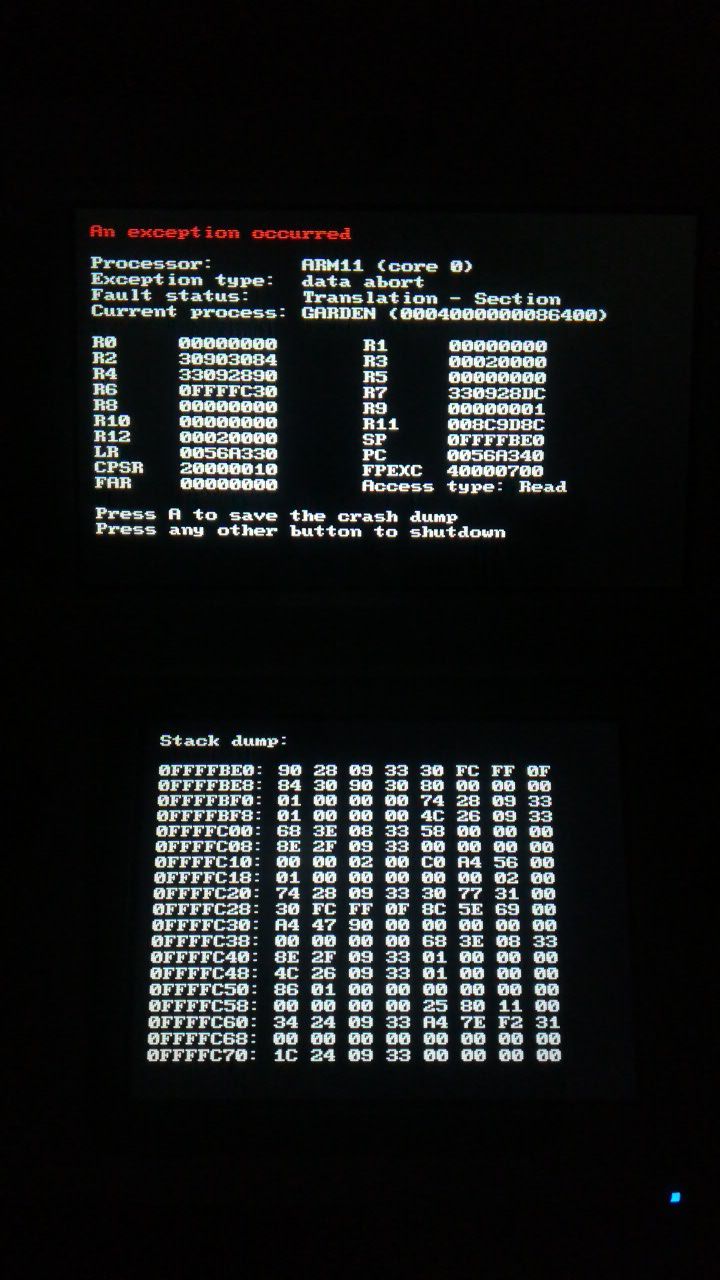 An exception occurred
Processor: ARM11 (core 0)
Exception type: data abort
Fault status: Translation - Section
Current process: GARDEN (0004000000086400)
R0 00000000 R1 00000000
R2 30903084 R3 00020000
R4 33092890 R5 00000000
R6 0FFFFC30 R7 330928DC
R8 00000000 R9 00000001
R10 00000000 R11 008C9D8C
R12 00020000 SP 0FFFFBE0
LR 0056A330 PC 0056A340
CPSR 20000010 FPEXC 40000700
FAR 00000000 Access type: Read
Press A to save the crash dump
Press any other button to shutdown
Stack dump:
0FFFFBE0: 90 28 09 33 30 FC FF 0F
0FFFFBE8: 84 30 90 30 80 00 00 00
0FFFFBF0: 01 00 00 00 74 28 09 33
0FFFFBF8: 01 00 00 00 4C 26 09 33
0FFFFC00: 68 3E 08 33 58 00 00 00
0FFFFC08: 8E 2F 09 33 00 00 00 00
0FFFFC10: 00 00 02 00 C0 A4 56 00
0FFFFC18: 01 00 00 00 00 00 02 00
0FFFFC20: 74 28 09 33 30 77 31 00
0FFFFC28: 30 FC FF 0F 8C 5E 69 00
0FFFFC30: A4 47 90 00 00 00 00 00
0FFFFC38: 00 00 00 00 68 3E 08 33
0FFFFC40: 8E 2F 09 33 01 00 00 00
0FFFFC48: 4C 26 09 33 01 00 00 00
0FFFFC50: 86 01 00 00 00 00 00 00
0FFFFC58: 00 00 00 00 25 80 11 00
0FFFFC60: 34 24 09 33 A4 7E F2 31
0FFFFC68: 00 00 00 00 00 00 00 00
0FFFFC70: 1C 24 09 33 00 00 00 00